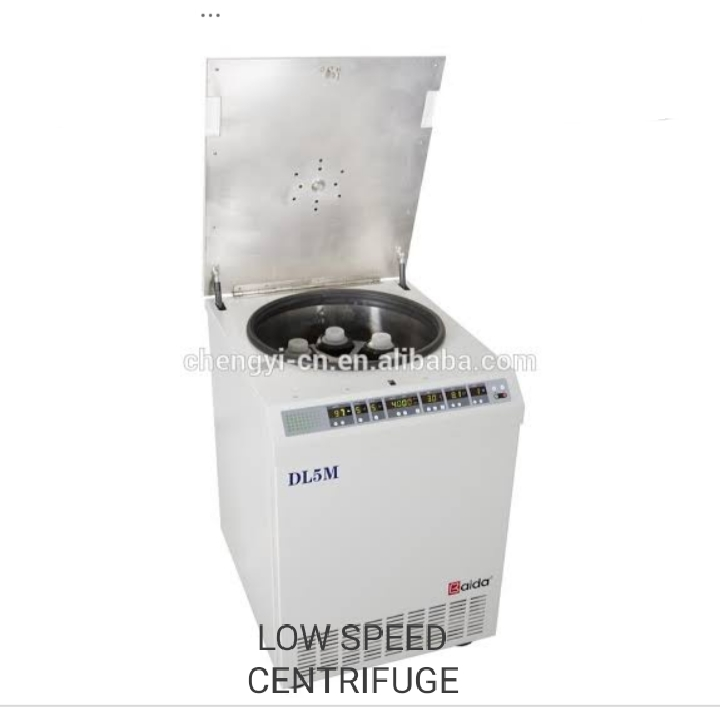 ...
chengyi-cn.en.alibaba.com
4000
DL5M
Baida
LOW SPEED
CENTRIFUGE